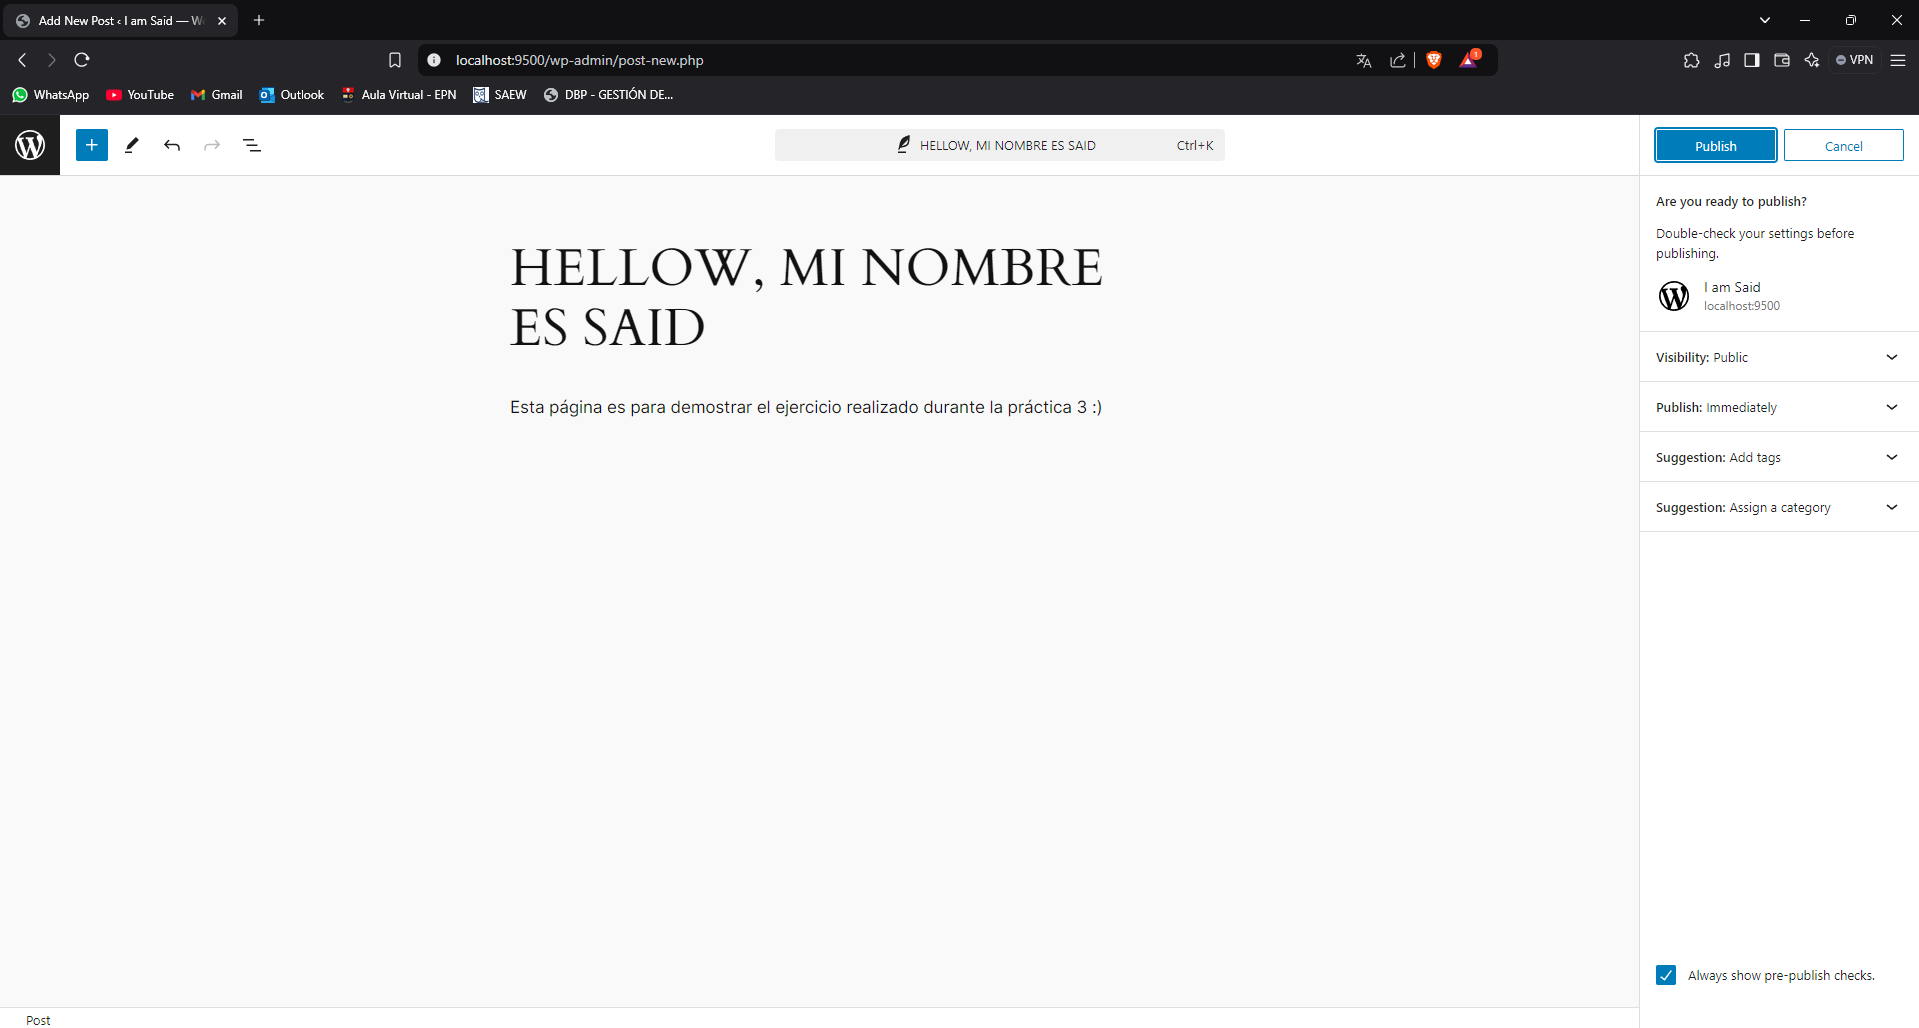 Add New Post ‹ I am Said — W
localhost:9500/wp-admin/post-new.php
1
VPN
WhatsApp
YouTube
Gmail
Outlook
Aula Virtual - EPN
SAEW
DBP - GESTIÓN DE...
HELLOW, MI NOMBRE ES SAID
Ctrl+K
Publish
Cancel
HELLOW, MI NOMBRE
ES SAID
Esta página es para demostrar el ejercicio realizado durante la práctica 3 :)
Are you ready to publish?
Double-check your settings before
publishing.
I am Said
localhost:9500
Visibility: Public
Publish: Immediately
Suggestion: Add tags
Suggestion: Assign a category
Always show pre-publish checks.
Post